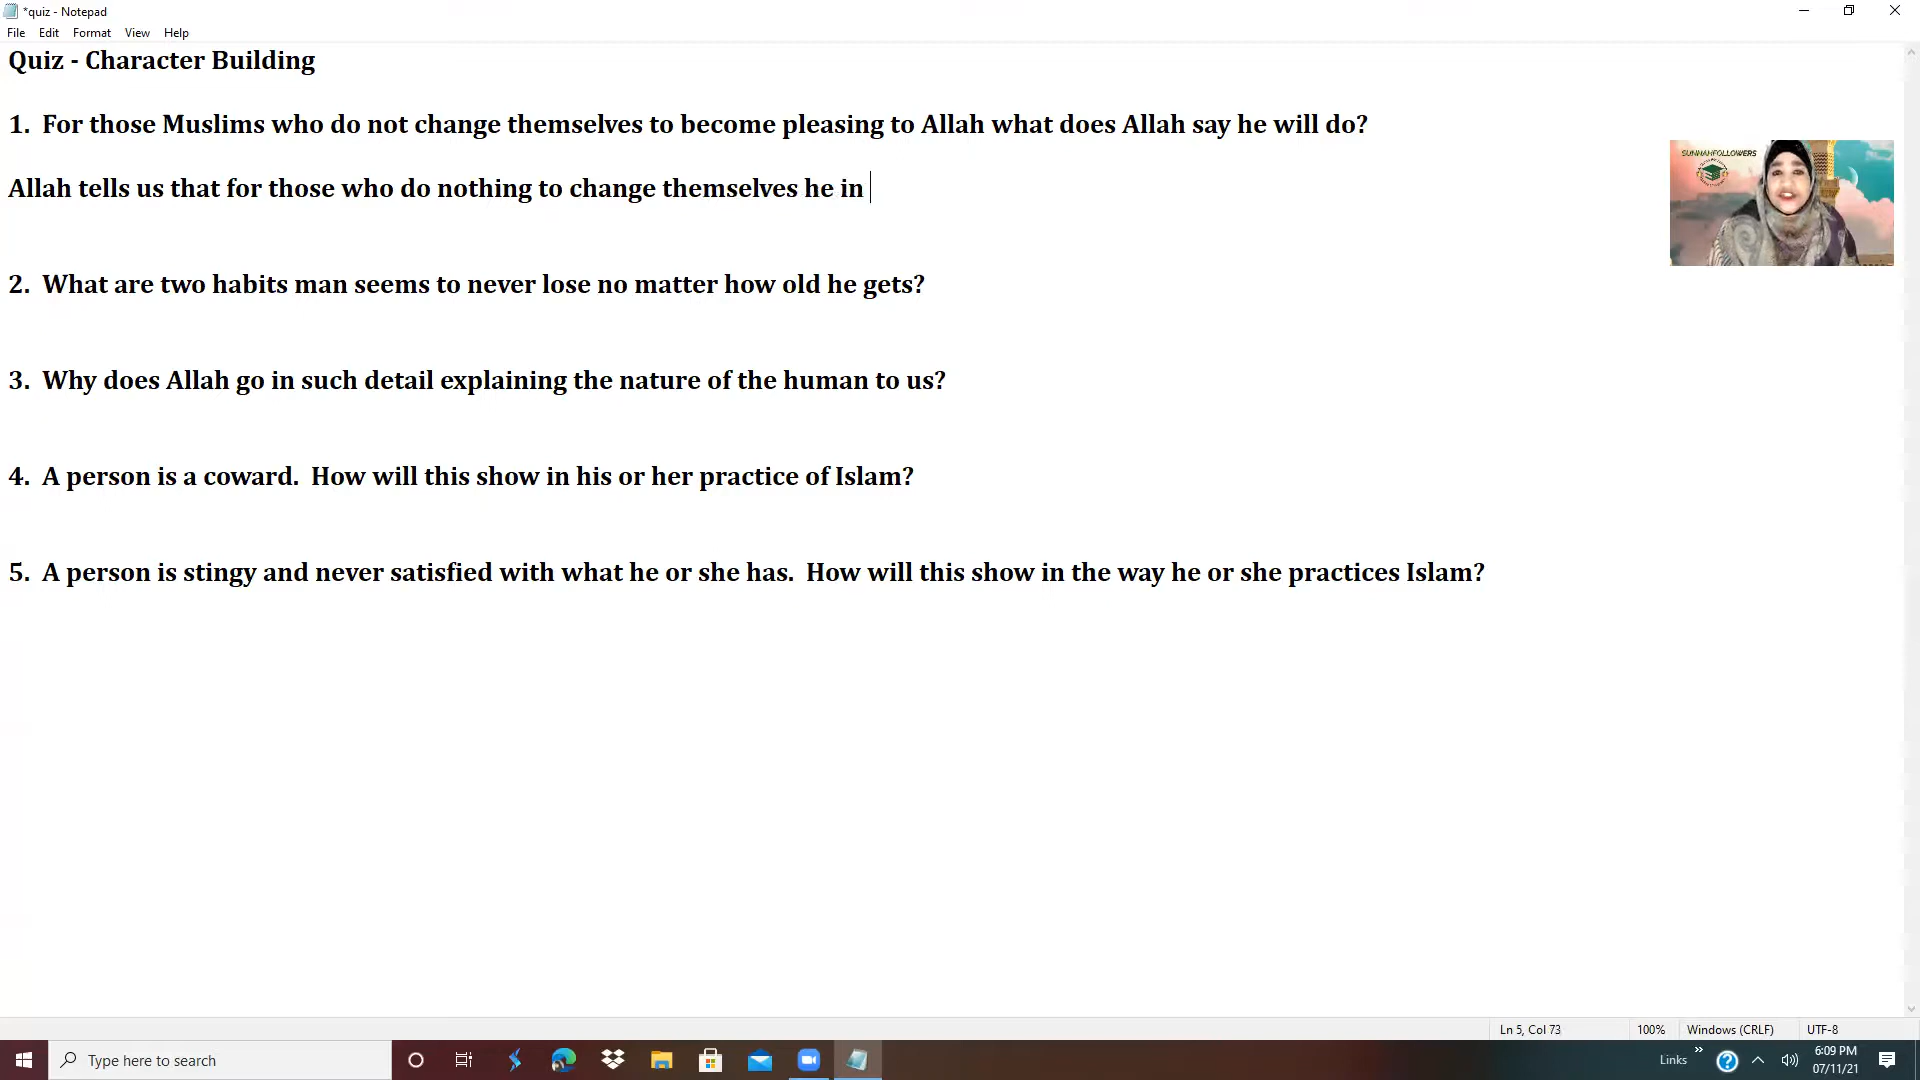 *quiz - Notepad
File Edit Format View Help
Quiz - Character Building
1. For those Muslims who do not change themselves to become pleasing to Allah what does Allah say he will do?
SUNNAHFOLLOWERS
Allah tells us that for those who do nothing to change themselves he in
2. What are two habits man seems to never lose no matter how old he gets?
3. Why does Allah go in such detail explaining the nature of the human to us?
4. A person is a coward. How will this show in his or her practice of Islam?
5. A person is stingy and never satisfied with what he or she has. How will this show in the way he or she practices Islam?
Ln 5, Col 73 100% Windows (CRLF) UTF-8
Type here to search
Links
6:09 PM
07/11/21